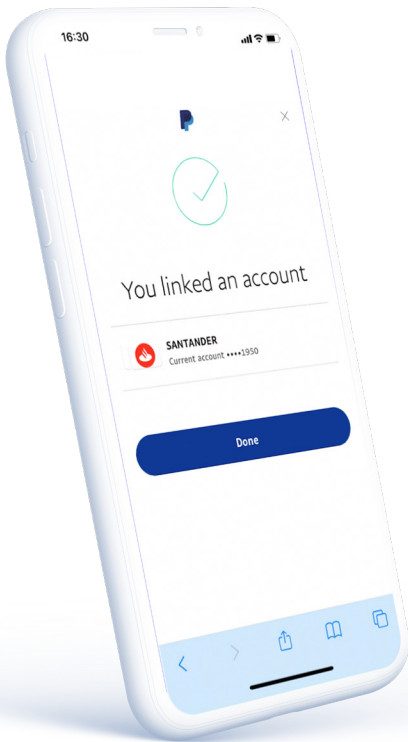 16:30
You linked an account
SANTANDER
Current account ••••1950
Done